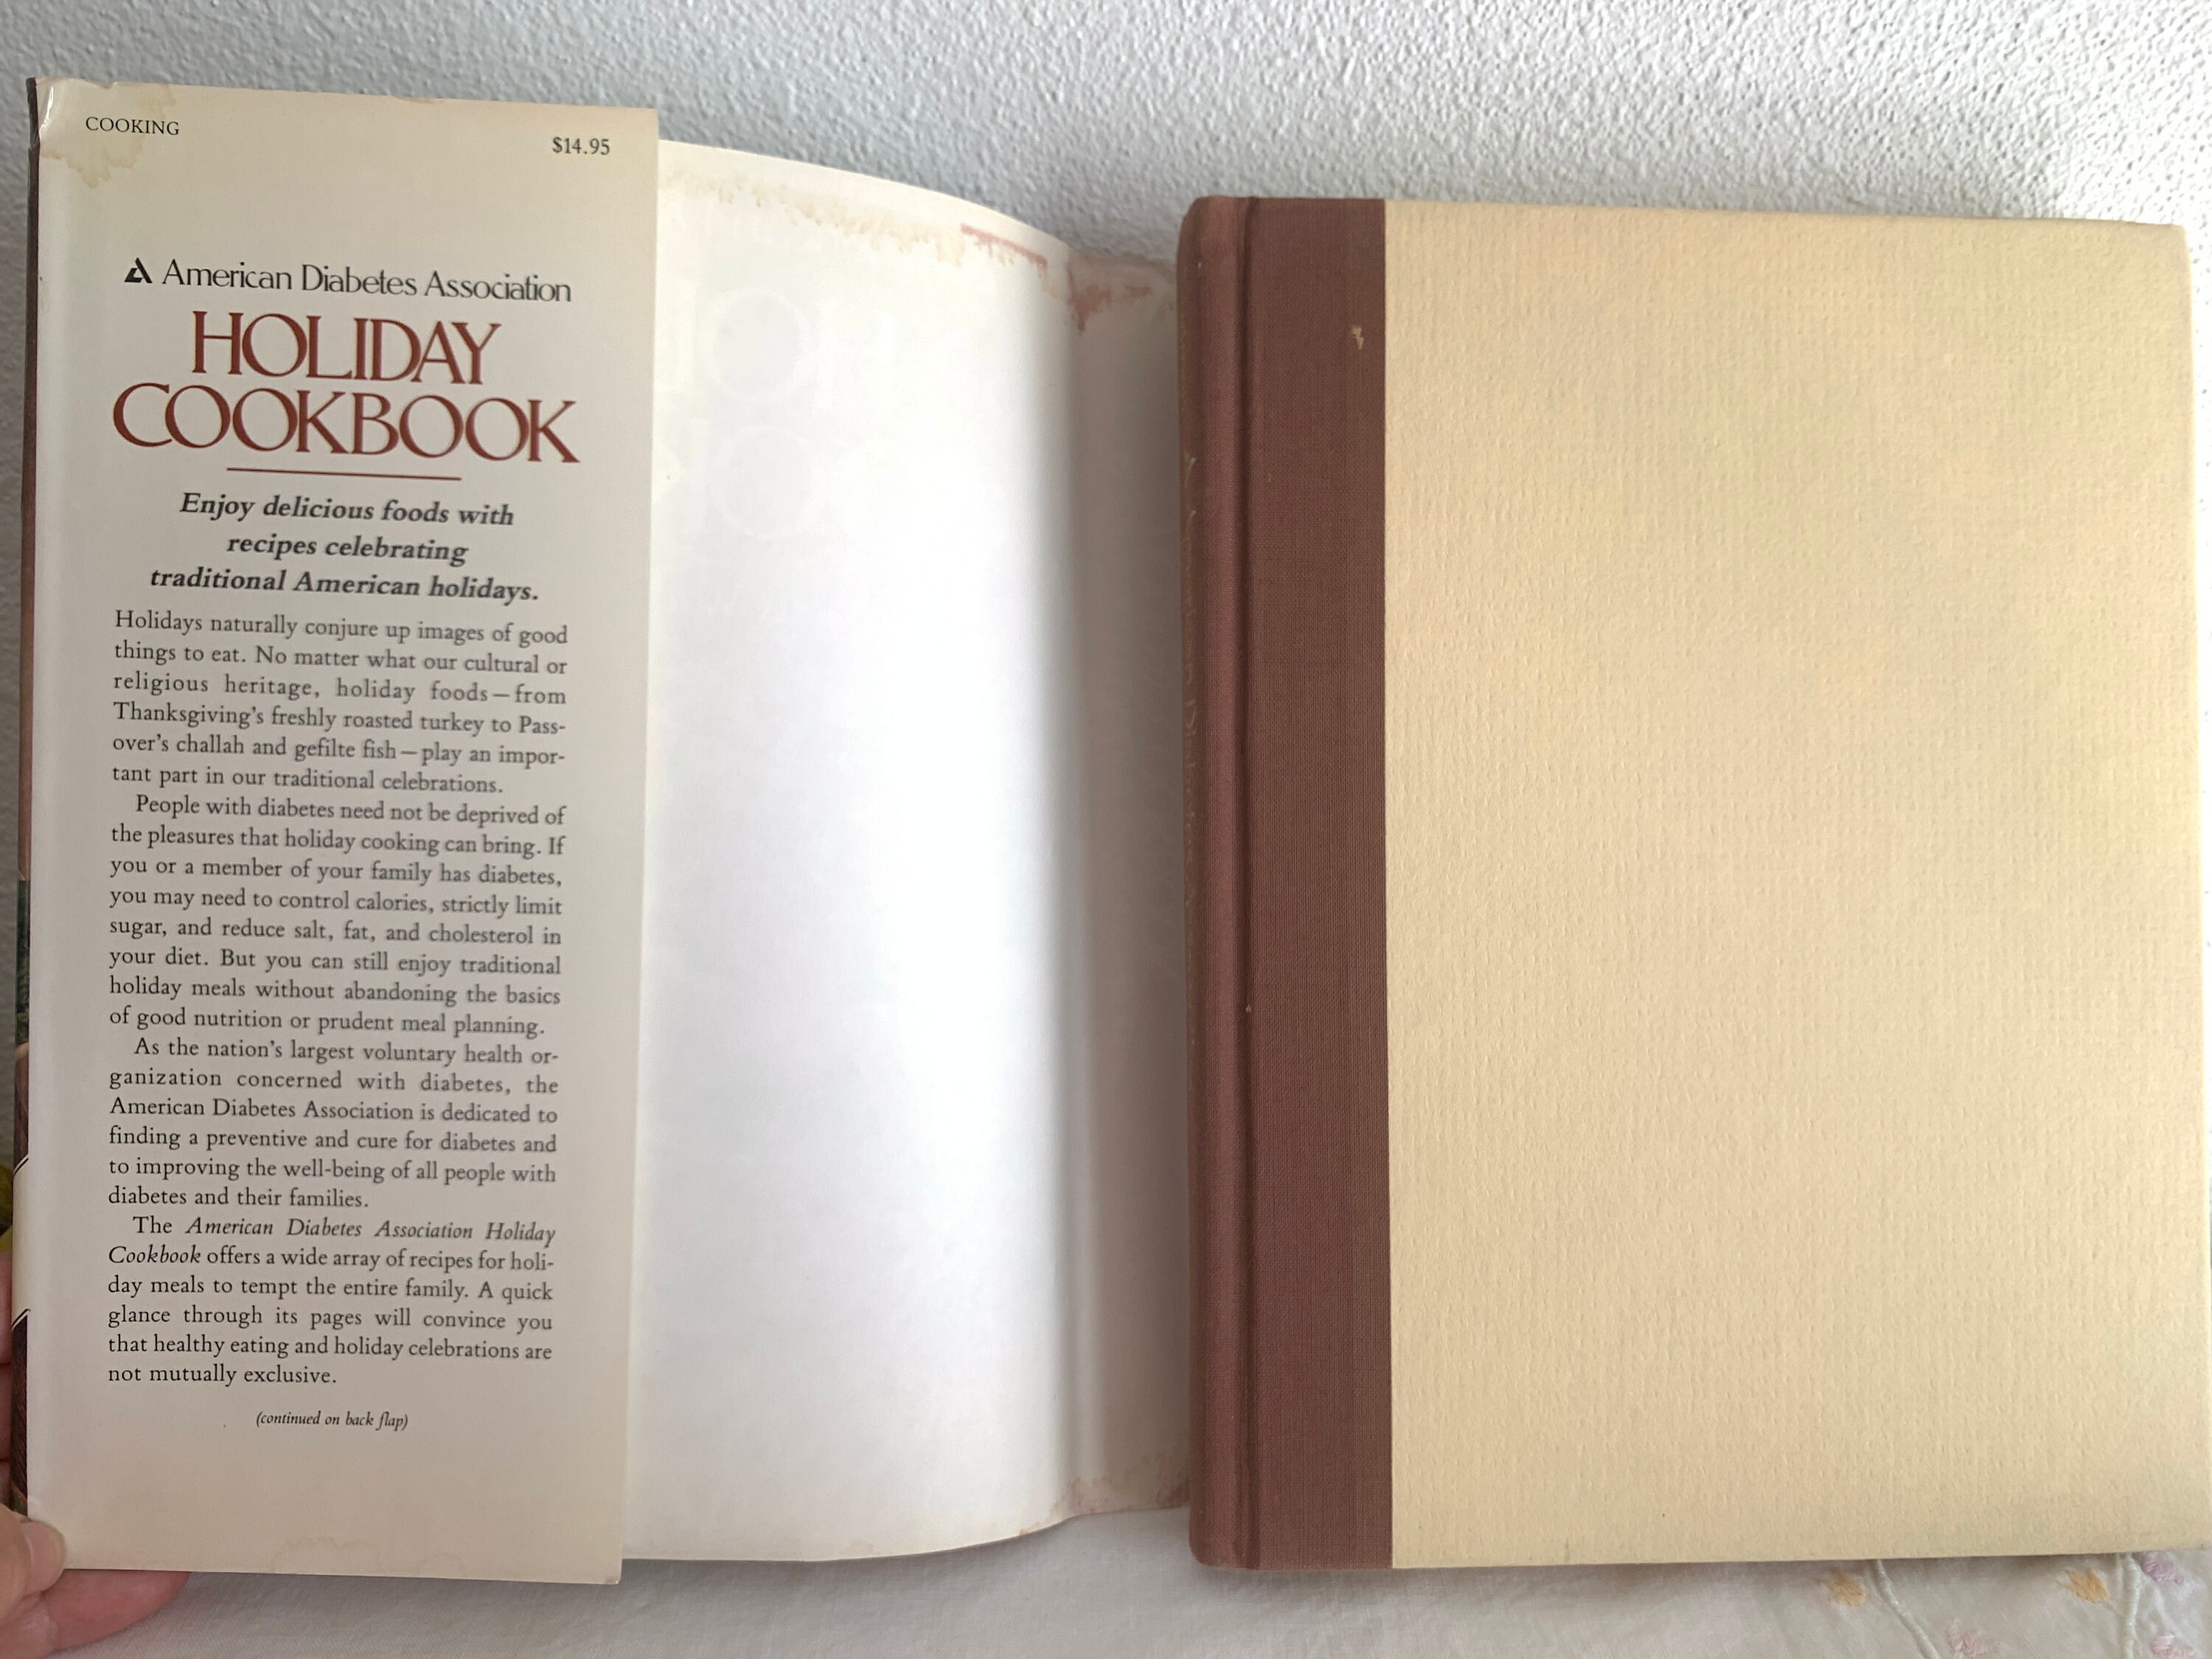 COOKING
$14.95
American Diabetes Association
HOLIDAY
COOKBOOK
Enjoy delicious foods with
recipes celebrating
traditional American holidays.
Holidays naturally conjure up images of good
things to eat. No matter what our cultural or
religious heritage, holiday foods—from
Thanksgiving's freshly roasted turkey to Pass-
over's challah and gefilte fish—play an impor-
tant part in our traditional celebrations.
People with diabetes need not be deprived of
the pleasures that holiday cooking can bring. If
you or a member of your family has diabetes,
you may need to control calories, strictly limit
sugar, and reduce salt, fat, and cholesterol in
your diet. But you can still enjoy traditional
holiday meals without abandoning the basics
of good nutrition or prudent meal planning.
As the nation's largest voluntary health or-
ganization concerned with diabetes, the
American Diabetes Association is dedicated to
finding a preventive and cure for diabetes and
to improving the well-being of all people with
diabetes and their families.
The American Diabetes Association Holiday
Cookbook offers a wide array of recipes for holi-
day meals to tempt the entire family. A quick
glance through its pages will convince you
that healthy eating and holiday celebrations are
not mutually exclusive.
(continued on back flap)